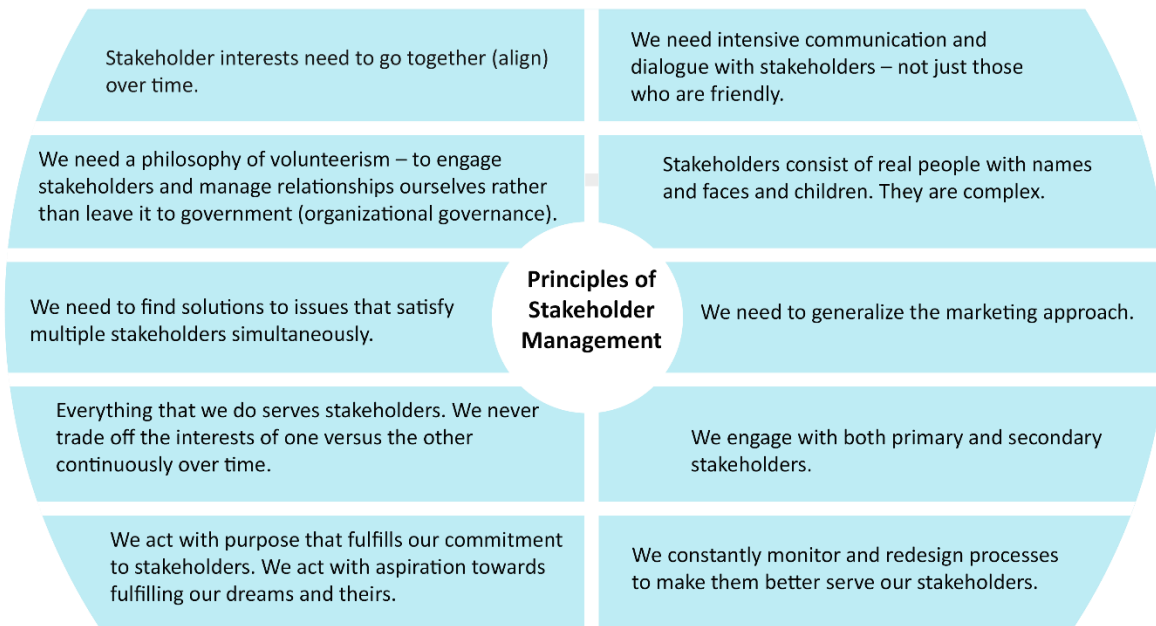 Stakeholder interests need to go together (align)
over time.
We need intensive communication and
dialogue with stakeholders – not just those
who are friendly.
We need a philosophy of volunteerism – to engage
stakeholders and manage relationships ourselves rather
than leave it to government (organizational governance).
Stakeholders consist of real people with names
and faces and children. They are complex.
Principles of
Stakeholder
Management
We need to find solutions to issues that satisfy
multiple stakeholders simultaneously.
We need to generalize the marketing approach.
Everything that we do serves stakeholders. We never
trade off the interests of one versus the other
continuously over time.
We engage with both primary and secondary
stakeholders.
We act with purpose that fulfills our commitment
to stakeholders. We act with aspiration towards
fulfilling our dreams and theirs.
We constantly monitor and redesign processes
to make them better serve our stakeholders.